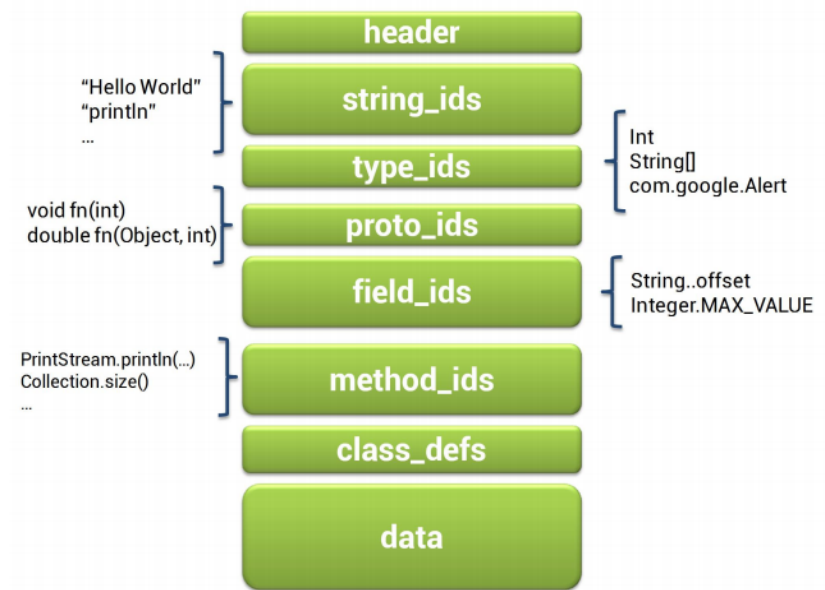 header
“Hello World”
“println”
...
string_ids
type_ids
Int
String[]
com.google.Alert
void fn(int)
double fn(Object, int)
proto_ids
field_ids
String..offset
Integer.MAX_VALUE
PrintStream.println(...)
Collection.size()
...
method_ids
class_defs
data